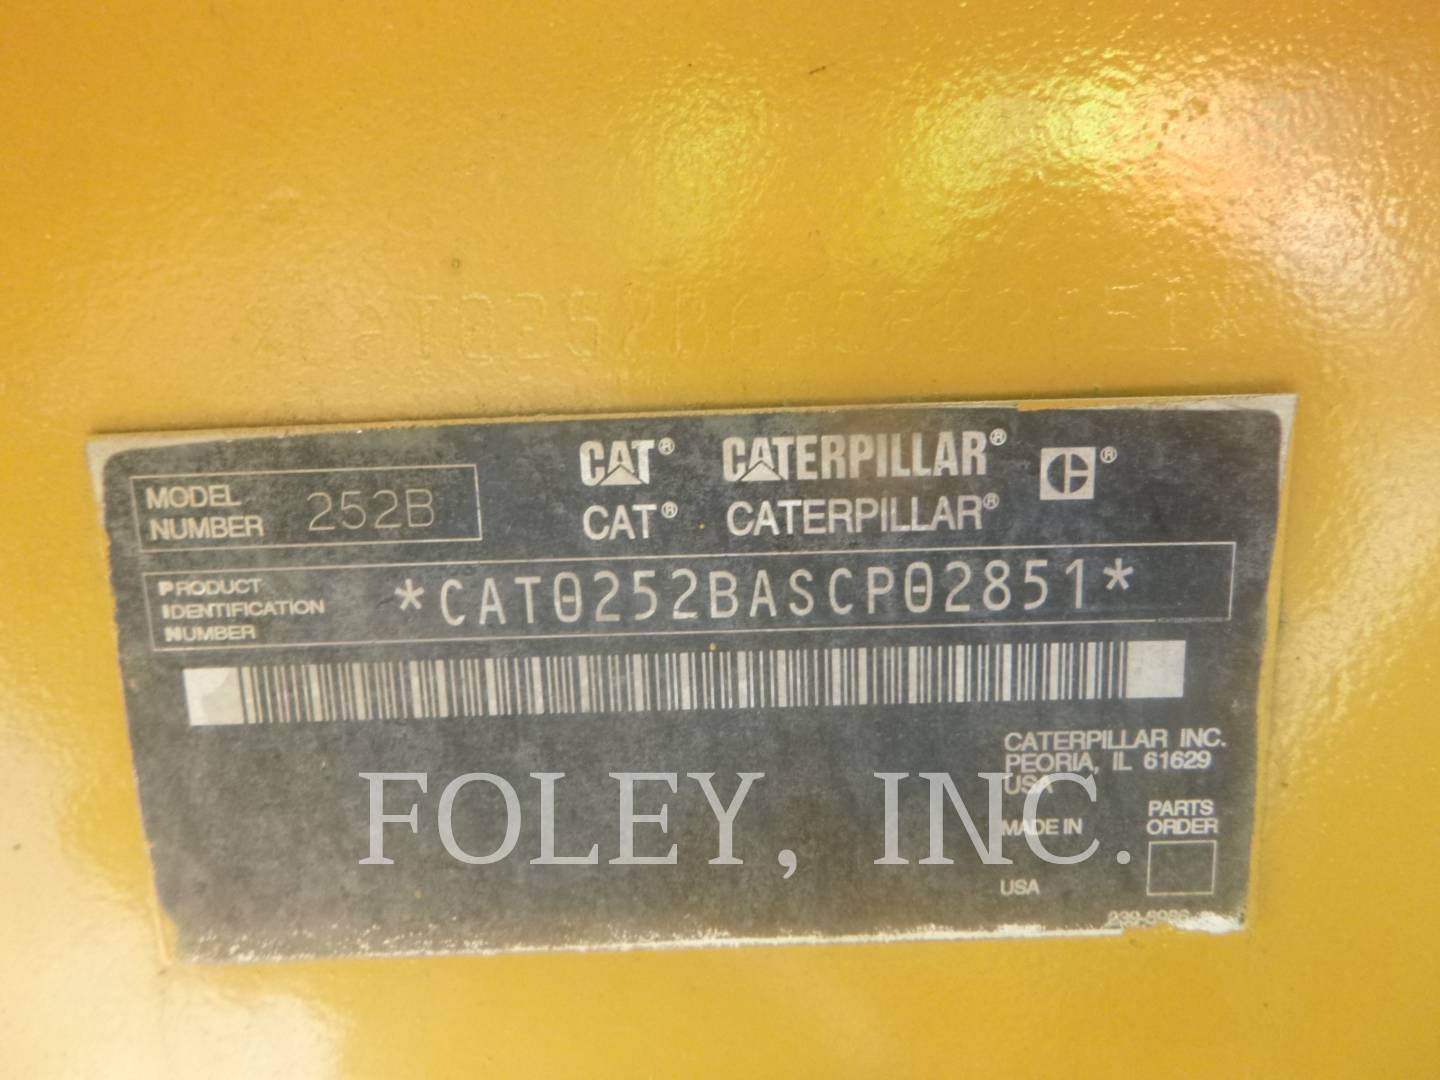 MODEL NUMBER 252B
CAT® CATERPILLAR® ®
CAT® CATERPILLAR®
PRODUCT IDENTIFICATION NUMBER *CAT0252BASCP02851*
CATERPILLAR INC.
PEORIA, IL 61629
USA
MADE IN
USA
PARTS
ORDER
FOLEY, INC.